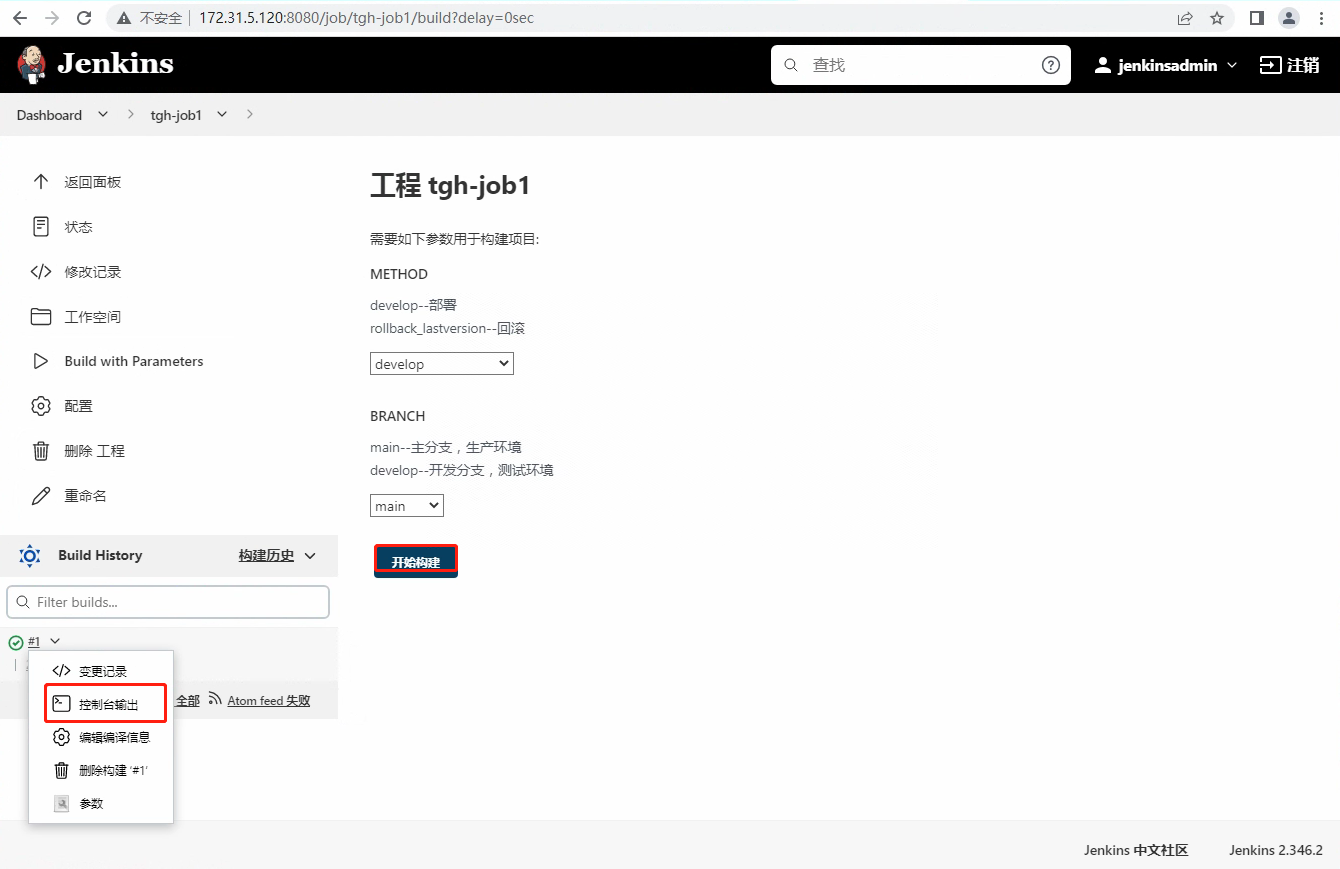 不安全 | 172.31.5.120:8080/job/tgh-job1/build?delay=0sec
Jenkins
查找
jenkinsadmin
注销
Dashboard
tgh-job1
返回面板
状态
修改记录
工作空间
Build with Parameters
配置
删除 工程
重命名
Build History
构建历史
Filter builds...
#1
变更记录
控制台输出
编辑编译信息
删除构建 '#1'
参数
全部
Atom feed 失败
工程 tgh-job1
需要如下参数用于构建项目:
METHOD
develop--部署
rollback_lastversion--回滚
develop
BRANCH
main--主分支，生产环境
develop--开发分支，测试环境
main
开始构建
Jenkins 中文社区
Jenkins 2.346.2